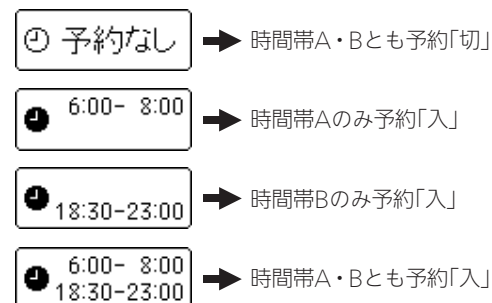 予約なし 時間帯A・Bとも予約「切」
6:00- 8:00 時間帯Aのみ予約「入」
18:30-23:00 時間帯Bのみ予約「入」
6:00- 8:00
18:30-23:00 時間帯A・Bとも予約「入」